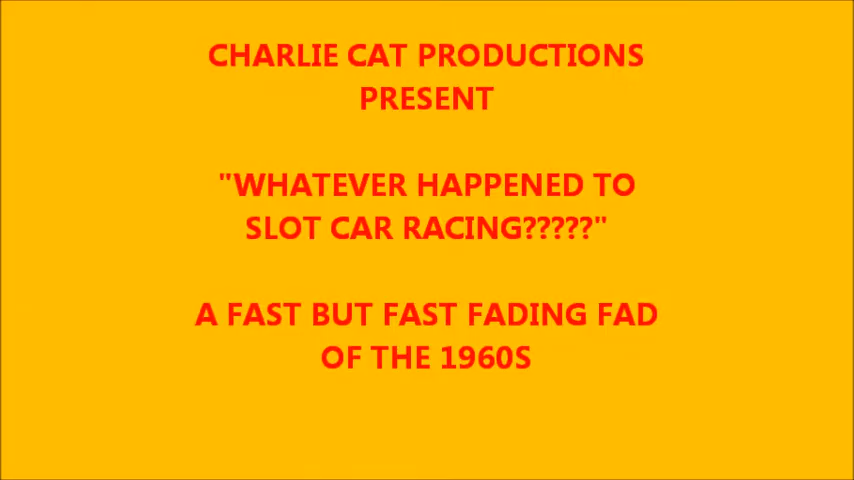 CHARLIE CAT PRODUCTIONS
PRESENT
"WHATEVER HAPPENED TO
SLOT CAR RACING?????"
A FAST BUT FAST FADING FAD
OF THE 1960S